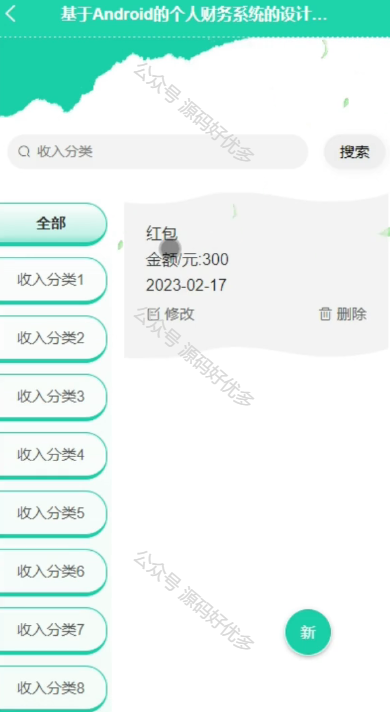 基于Android的个人财务系统的设计...
公众号 源码好优多
收入分类
搜索
全部
收入分类1
收入分类2
收入分类3
收入分类4
收入分类5
收入分类6
收入分类7
收入分类8
红包
金额/元:300
2023-02-17
修改
删除
公众号 源码好优多
公众号 源码好优多
新